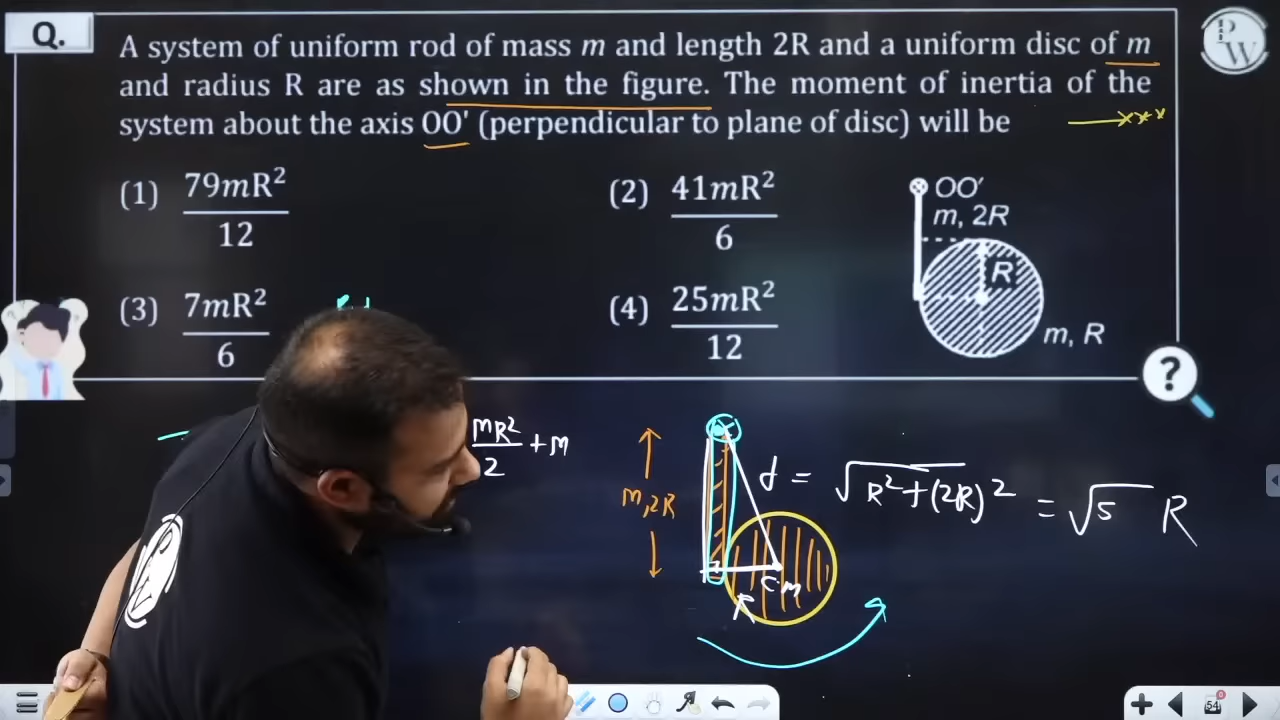 Q.
A system of uniform rod of mass m and length 2R and a uniform disc of m
and radius R are as shown in the figure. The moment of inertia of the
system about the axis OO' (perpendicular to plane of disc) will be
(1) 79mR²/12
(2) 41mR²/6
(3) 7mR²/6
(4) 25mR²/12
OO'
m, 2R
R
m, R
PW
?
mR²/2 + M
M, 2R
d = √(R² + (2R)²) = √5 R
C.M
R
54